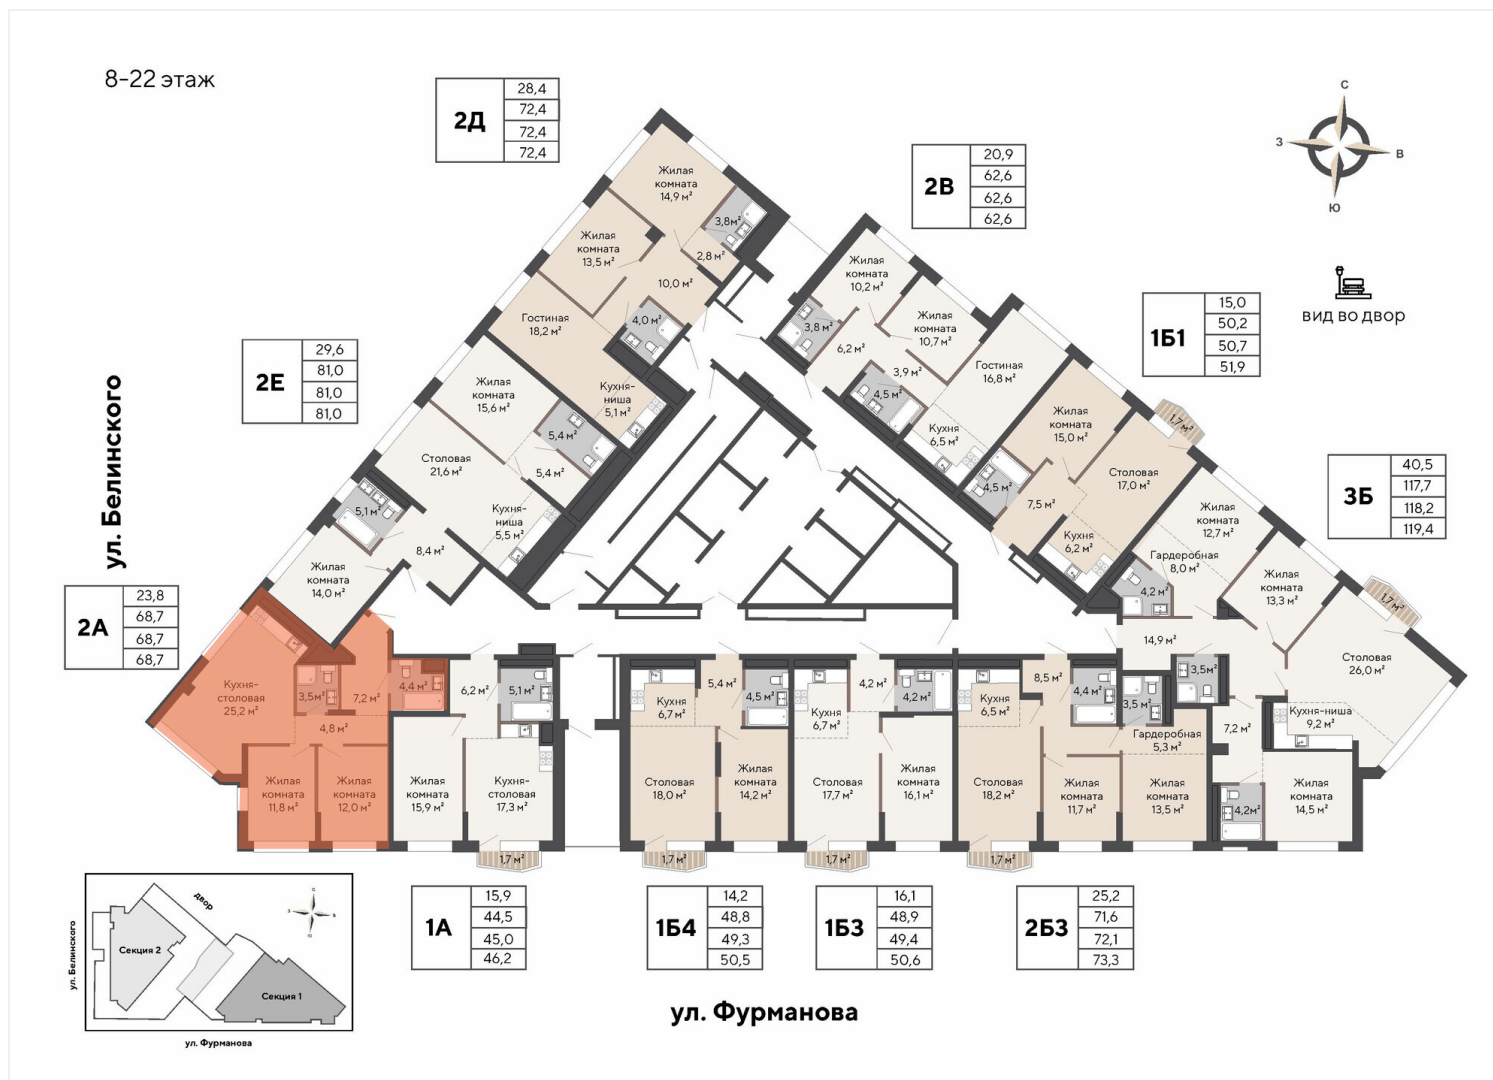 8-22 этаж
2Д
28,4
72,4
72,4
72,4
2В
20,9
62,6
62,6
62,6
С
З
В
Ю
вид во двор
1Б1
15,0
50,2
50,7
51,9
2Е
29,6
81,0
81,0
81,0
3Б
40,5
117,7
118,2
119,4
2А
23,8
68,7
68,7
68,7
ул. Белинского
Жилая
комната
14,9 м²
3,8м²
2,8 м²
Жилая
комната
13,5 м²
10,0 м²
Гостиная
18,2 м²
4,0 м²
Кухня-
ниша
5,1 м²
Жилая
комната
15,6 м²
5,4 м²
5,4 м²
Столовая
21,6 м²
Кухня-
ниша
5,5 м²
5,1 м²
8,4 м²
Жилая
комната
14,0 м²
Жилая
комната
10,2 м²
3,8 м²
6,2 м²
Жилая
комната
10,7 м²
3,9 м²
4,5 м²
Гостиная
16,8 м²
Кухня
6,5 м²
Жилая
комната
15,0 м²
1,7 м²
Столовая
17,0 м²
4,5 м²
7,5 м²
Кухня
6,2 м²
Жилая
комната
12,7 м²
Гардеробная
8,0 м²
4,2 м²
Жилая
комната
13,3 м²
1,7 м²
14,9 м²
3,5м²
Столовая
26,0 м²
Кухня-ниша
9,2 м²
7,2 м²
4,2м²
Жилая
комната
14,5 м²
Кухня-
столовая
25,2 м²
3,5м²
7,2 м²
4,4 м²
4,8 м²
Жилая
комната
11,8 м²
Жилая
комната
12,0 м²
6,2 м²
5,1 м²
Жилая
комната
15,9 м²
Кухня-
столовая
17,3 м²
1,7 м²
Кухня
6,7 м²
5,4 м²
4,5 м²
Столовая
18,0 м²
Жилая
комната
14,2 м²
1,7 м²
Кухня
6,7 м²
4,2 м²
4,2 м²
Столовая
17,7 м²
Жилая
комната
16,1 м²
1,7 м²
Кухня
6,5 м²
8,5 м²
4,4 м²
3,5 м²
Гардеробная
5,3 м²
Столовая
18,2 м²
Жилая
комната
11,7 м²
Жилая
комната
13,5 м²
1,7 м²
1А
15,9
44,5
45,0
46,2
1Б4
14,2
48,8
49,3
50,5
1Б3
16,1
48,9
49,4
50,6
2Б3
25,2
71,6
72,1
73,3
ул. Фурманова
двор
ул. Белинского
Секция 2
Секция 1
ул. Фурманова